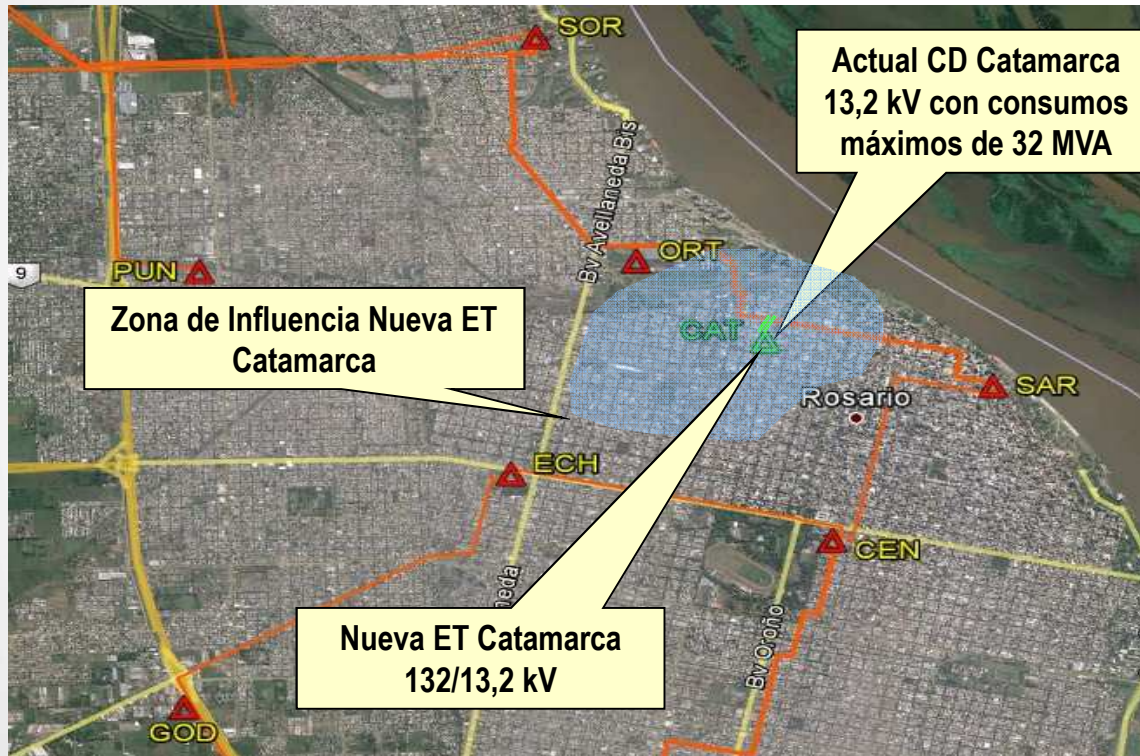 SOR
Actual CD Catamarca
13,2 kV con consumos
máximos de 32 MVA
Bv Avellaneda Bis
ORT
9
PUN
Zona de Influencia Nueva ET
Catamarca
CAT
SAR
Rosario
ECH
CEN
neda
Nueva ET Catamarca
132/13,2 kV
Bv Oroño
GOD